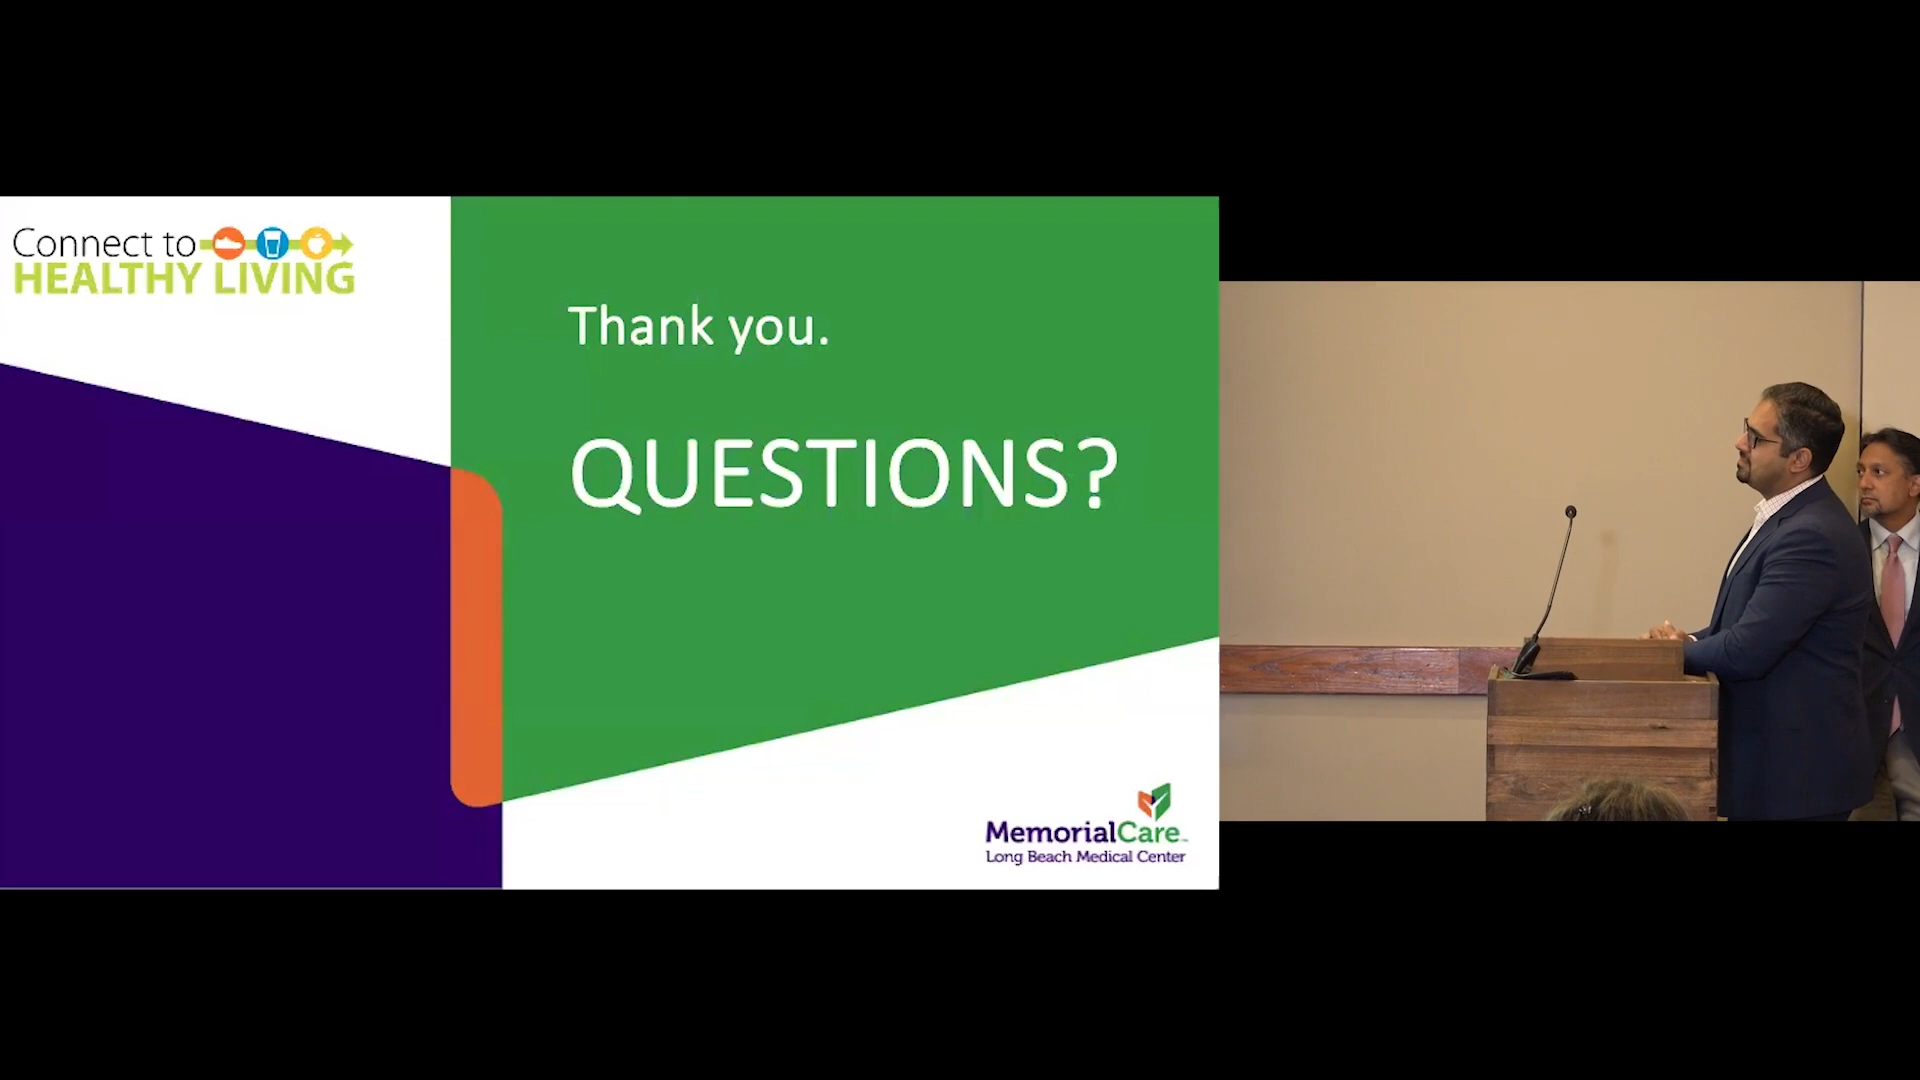 Connect to
HEALTHY LIVING
Thank you.
QUESTIONS?
MemorialCare
Long Beach Medical Center